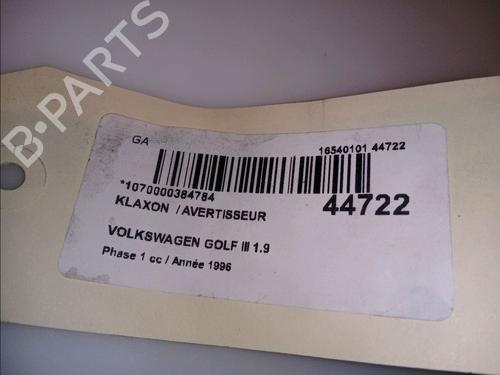 B-PARTS
GA
16540101 44722
*1070000384784
KLAXON /AVERTISSEUR
44722
VOLKSWAGEN GOLF III 1.9
Phase 1 cc / Année 1996